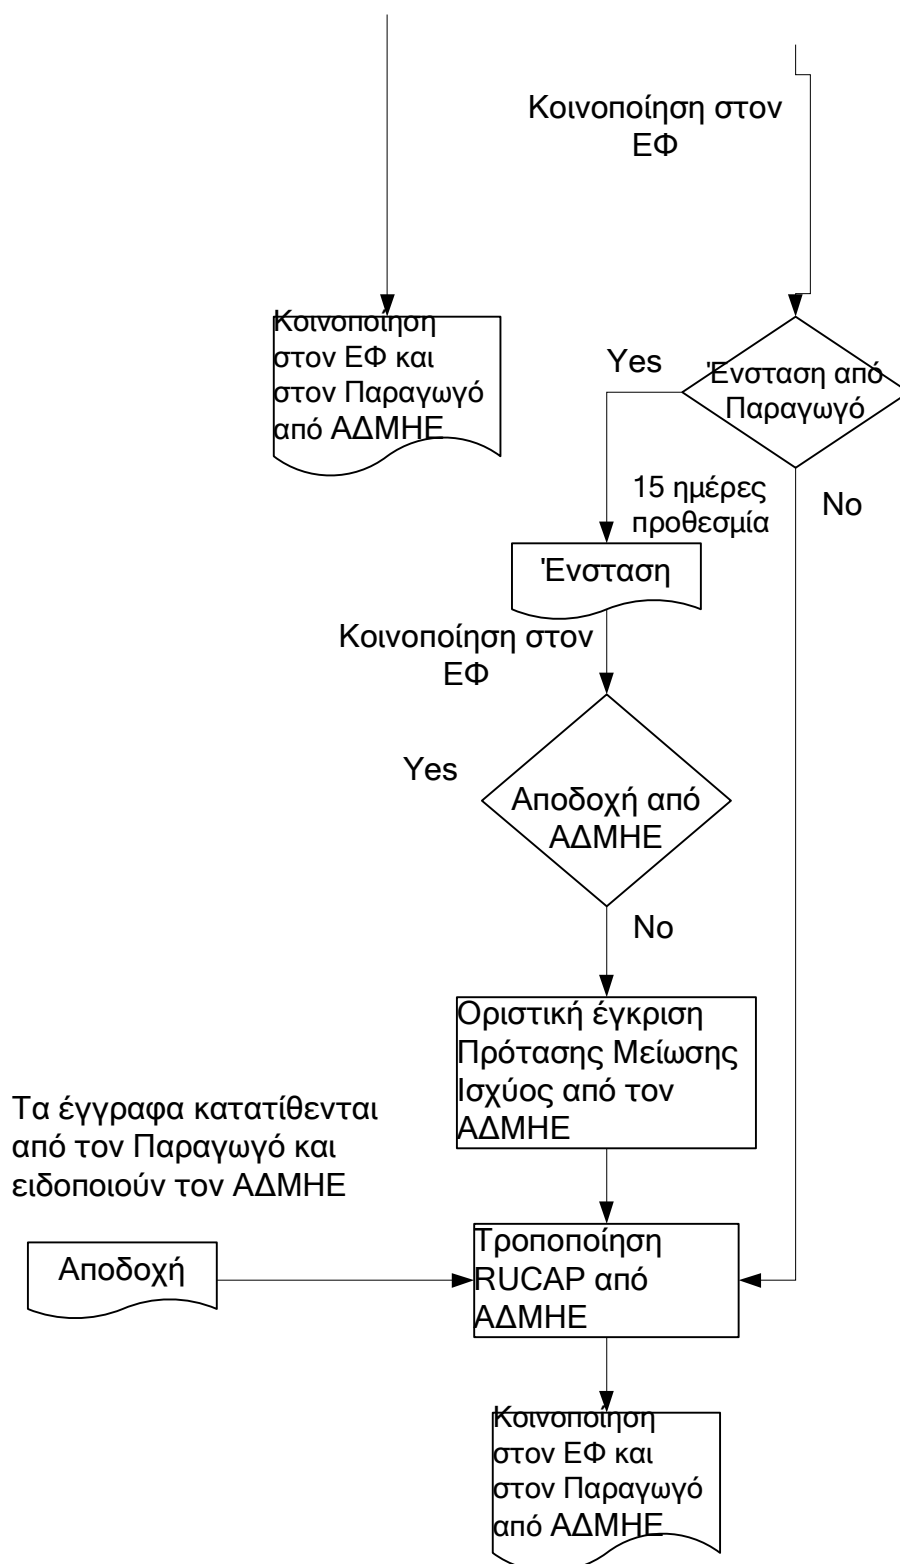 Κοινοποίηση στον
ΕΦ
Κοινοποίηση
στον ΕΦ και
στον Παραγωγό
από ΑΔΜΗΕ
Yes
Ένσταση από
Παραγωγό
15 ημέρες
προθεσμία
No
Ένσταση
Κοινοποίηση στον
ΕΦ
Yes
Αποδοχή από
ΑΔΜΗΕ
No
Οριστική έγκριση
Πρότασης Μείωσης
Ισχύος από τον
ΑΔΜΗΕ
Τα έγγραφα κατατίθενται
από τον Παραγωγό και
ειδοποιούν τον ΑΔΜΗΕ
Αποδοχή
Τροποποίηση
RUCAP από
ΑΔΜΗΕ
Κοινοποίηση
στον ΕΦ και
στον Παραγωγό
από ΑΔΜΗΕ